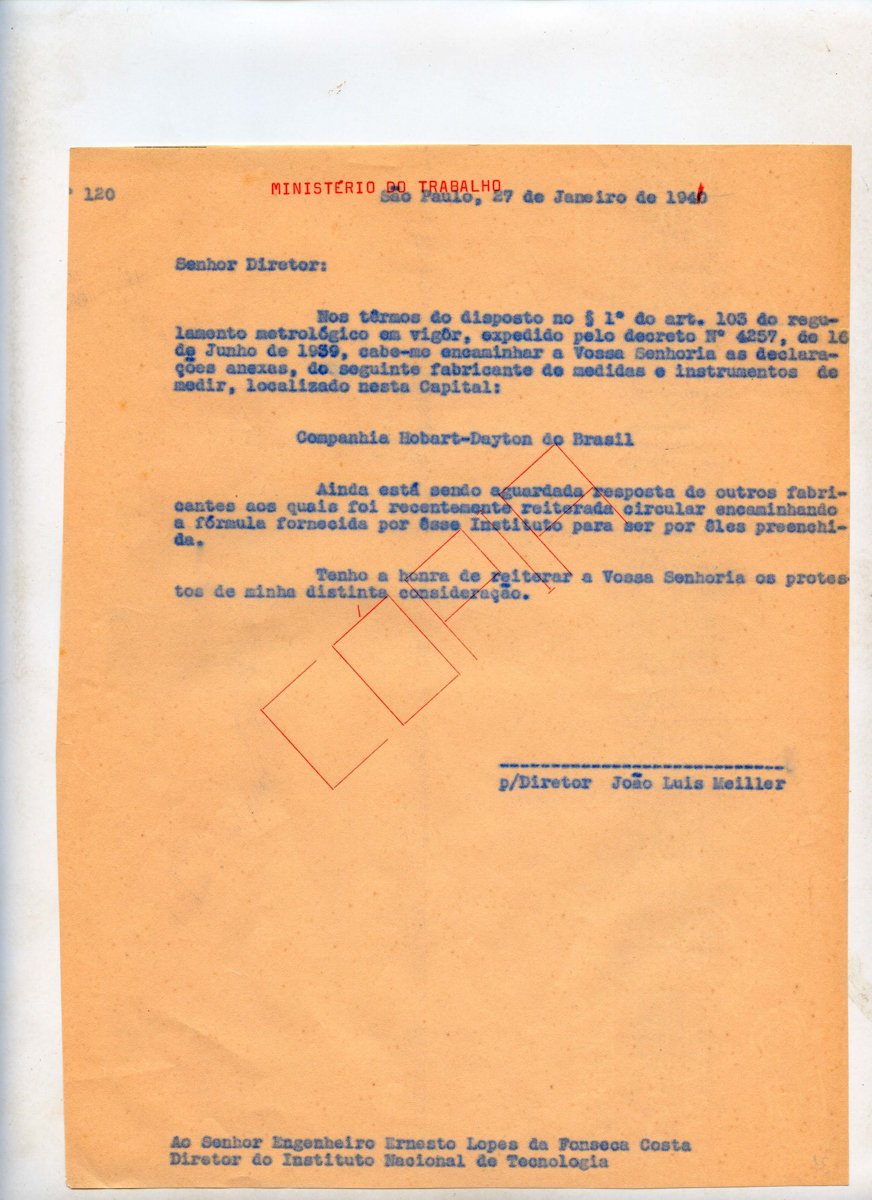 º 120
MINISTÉRIO DO TRABALHO
São Paulo, 27 de Janeiro de 1940
Senhor Diretor:
Nos têrmos do disposto no § 1º do art. 103 do regu-
lamento metrológico em vigôr, expedido pelo decreto Nº 4257, de 16
de Junho de 1939, cabe-me encaminhar a Vossa Senhoria as declara-
ções anexas, do seguinte fabricante de medidas e instrumentos de
medir, localizado nesta Capital:
Companhia Hobart-Dayton do Brasil
Ainda está sendo aguardada resposta de outros fabri-
cantes aos quais foi recentemente reiterada circular encaminhando
a fórmula fornecida por êsse Instituto para ser por êles preenchi-
da.
Tenho a honra de reiterar a Vossa Senhoria os protes-
tos de minha distinta consideração.
CÓPIA
p/Diretor João Luis Meiller
Ao Senhor Engenheiro Ernesto Lopes da Fonseca Costa
Diretor do Instituto Nacional de Tecnologia